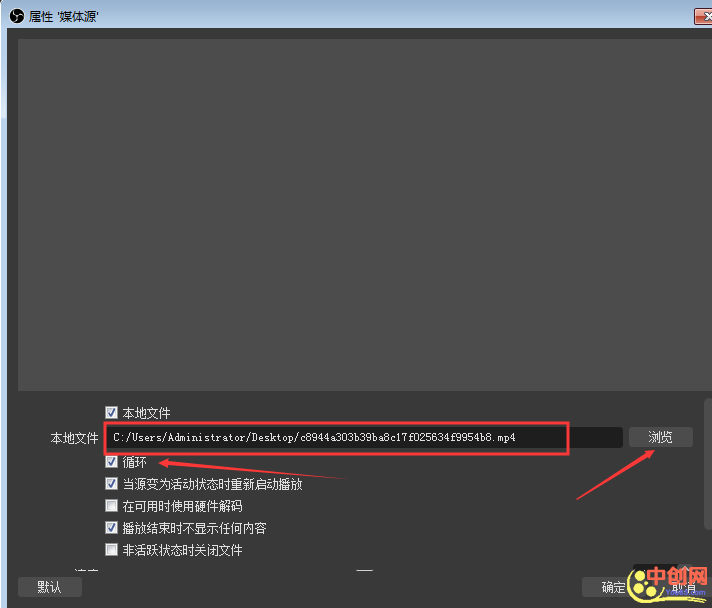 属性 '媒体源'
本地文件
本地文件 C:/Users/Administrator/Desktop/c8944a303b39ba8c17f025634f9954b8.mp4 浏览
循环
当源变为活动状态时重新启动播放
在可用时使用硬件解码
播放结束时不显示任何内容
非活跃状态时关闭文件
默认 确定 取消
中创网